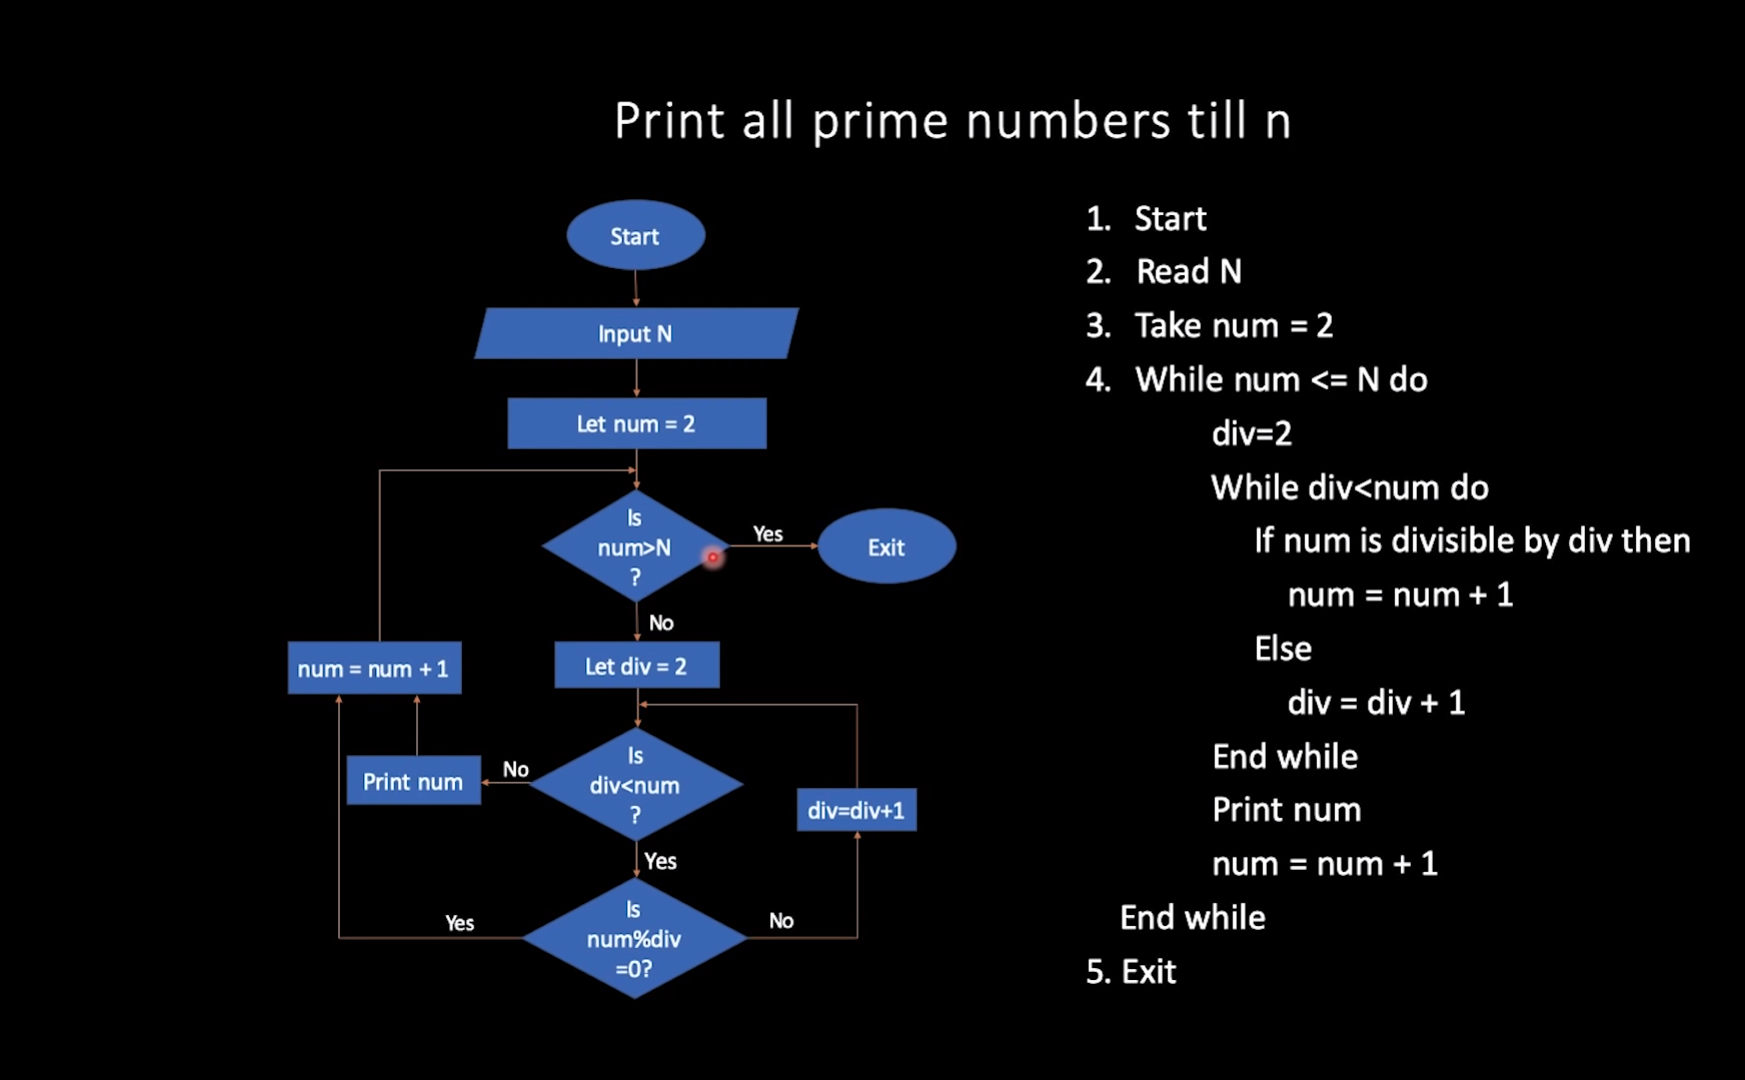 Print all prime numbers till n
Start
Input N
Let num = 2
Is
num>N
?
Yes
Exit
No
num = num + 1
Let div = 2
Is
div<num
?
No
Print num
div=div+1
Yes
Is
num%div
=0?
Yes
No
1. Start
2. Read N
3. Take num = 2
4. While num <= N do
div=2
While div<num do
If num is divisible by div then
num = num + 1
Else
div = div + 1
End while
Print num
num = num + 1
End while
5. Exit